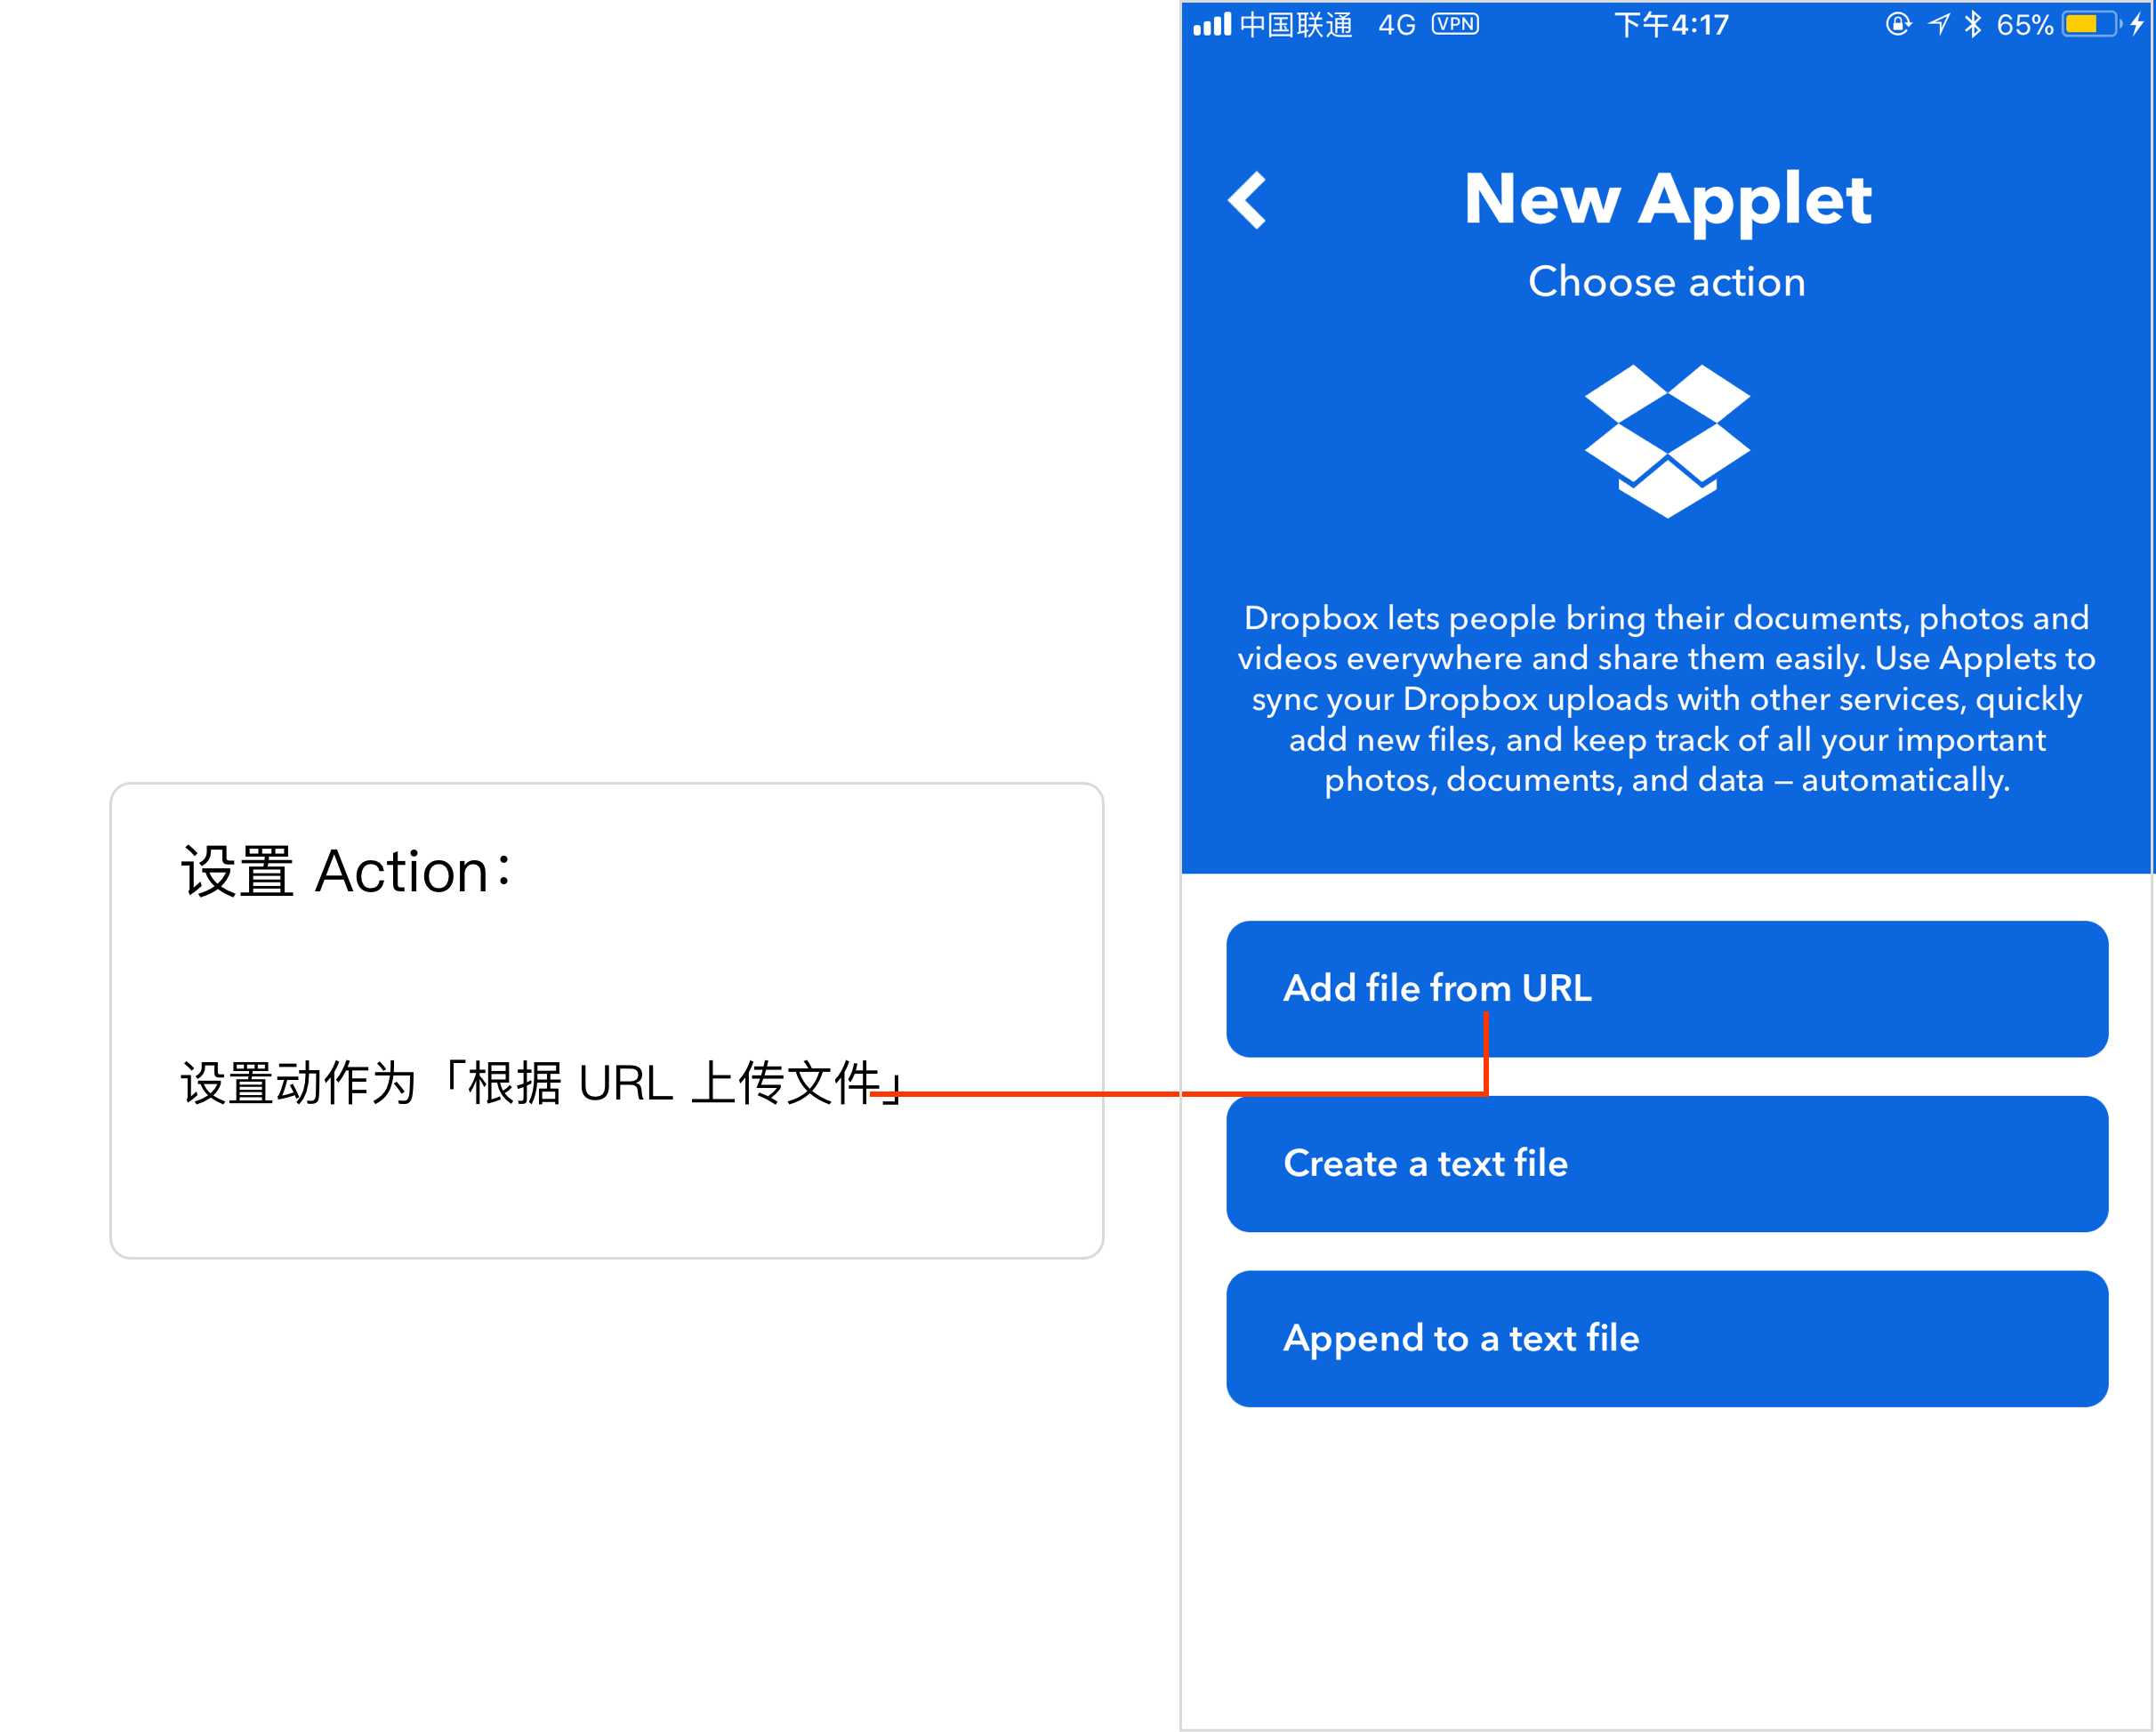 中国联通 4G VPN 下午4:17 65%
New Applet
Choose action
Dropbox lets people bring their documents, photos and
videos everywhere and share them easily. Use Applets to
sync your Dropbox uploads with other services, quickly
add new files, and keep track of all your important
photos, documents, and data — automatically.
设置 Action：
设置动作为「根据 URL 上传文件」
Add file from URL
Create a text file
Append to a text file